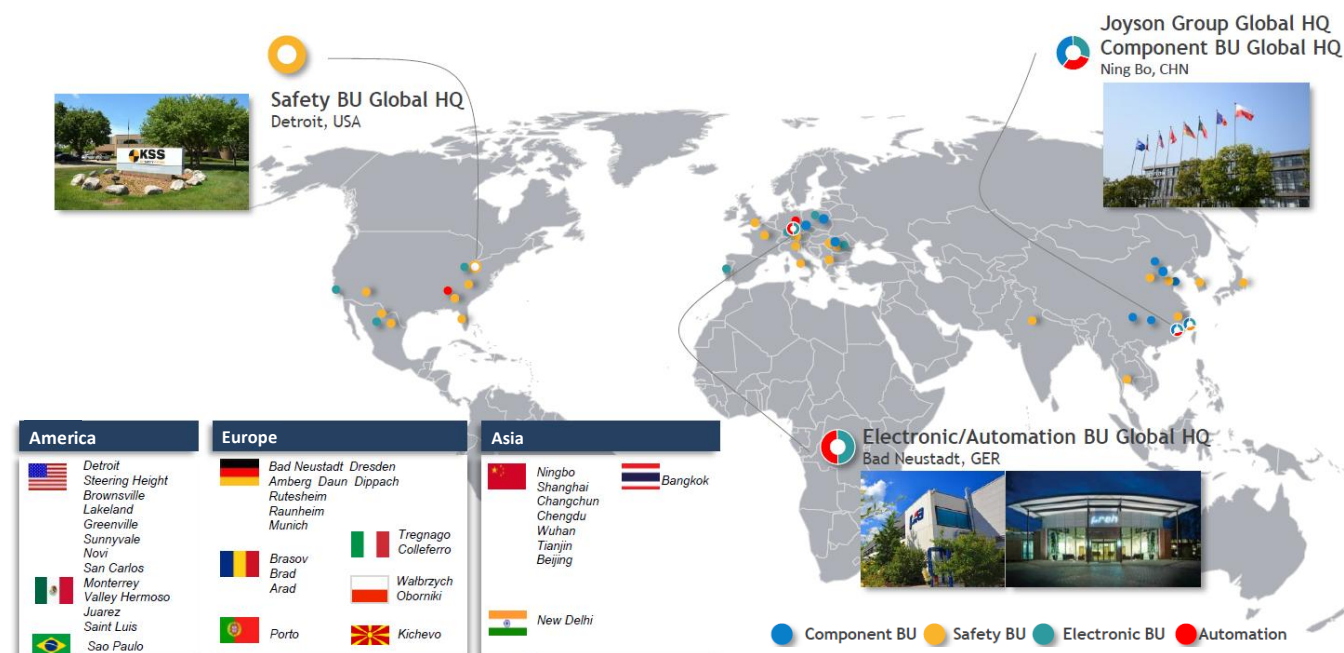 Joyson Group Global HQ
Component BU Global HQ
Ning Bo, CHN
Safety BU Global HQ
Detroit, USA
KSS
Electronic/Automation BU Global HQ
Bad Neustadt, GER
preh
America
Detroit
Steering Height
Brownsville
Lakeland
Greenville
Sunnyvale
Novi
San Carlos
Monterrey
Valley Hermoso
Juarez
Saint Luis
Sao Paulo
Europe
Bad Neustadt Dresden
Amberg Daun Dippach
Rutesheim
Raunheim
Munich
Tregnago
Colleferro
Brasov
Brad
Arad
Wałbrzych
Oborniki
Porto
Kichevo
Asia
Ningbo
Shanghai
Changchun
Chengdu
Wuhan
Tianjin
Beijing
Bangkok
New Delhi
Component BU
Safety BU
Electronic BU
Automation